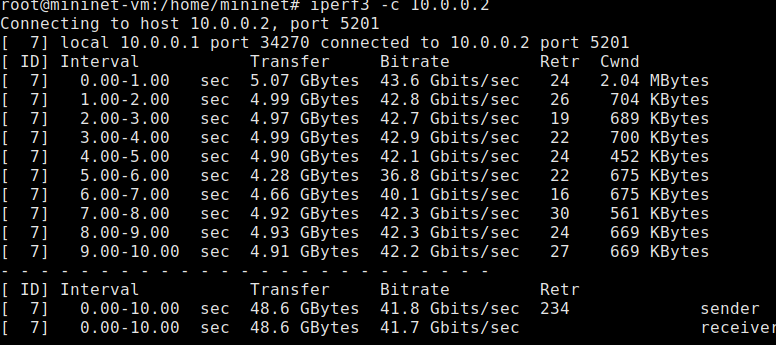 root@mininet-vm:/home/mininet# iperf3 -c 10.0.0.2
Connecting to host 10.0.0.2, port 5201
[  7] local 10.0.0.1 port 34270 connected to 10.0.0.2 port 5201
[ ID] Interval           Transfer     Bitrate         Retr  Cwnd
[  7]   0.00-1.00   sec  5.07 GBytes  43.6 Gbits/sec   24   2.04 MBytes
[  7]   1.00-2.00   sec  4.99 GBytes  42.8 Gbits/sec   26    704 KBytes
[  7]   2.00-3.00   sec  4.97 GBytes  42.7 Gbits/sec   19    689 KBytes
[  7]   3.00-4.00   sec  4.99 GBytes  42.9 Gbits/sec   22    700 KBytes
[  7]   4.00-5.00   sec  4.90 GBytes  42.1 Gbits/sec   24    452 KBytes
[  7]   5.00-6.00   sec  4.28 GBytes  36.8 Gbits/sec   22    675 KBytes
[  7]   6.00-7.00   sec  4.66 GBytes  40.1 Gbits/sec   16    675 KBytes
[  7]   7.00-8.00   sec  4.92 GBytes  42.3 Gbits/sec   30    561 KBytes
[  7]   8.00-9.00   sec  4.93 GBytes  42.3 Gbits/sec   24    669 KBytes
[  7]   9.00-10.00  sec  4.91 GBytes  42.2 Gbits/sec   27    669 KBytes
- - - - - - - - - - - - - - - - - - - - - - - - -
[ ID] Interval           Transfer     Bitrate         Retr
[  7]   0.00-10.00  sec  48.6 GBytes  41.8 Gbits/sec  234             sender
[  7]   0.00-10.00  sec  48.6 GBytes  41.7 Gbits/sec                  receiver